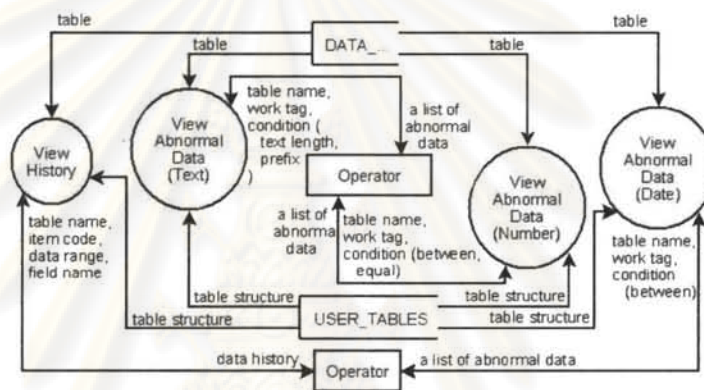 table
table
DATA_...
table
table
table name,
work tag,
condition (
text length,
prefix
)
a list of
abnormal
data
View
History
View
Abnormal
Data
(Text)
Operator
View
Abnormal
Data
(Number)
View
Abnormal
Data
(Date)
table name,
item code,
data range,
field name
a list of
abnormal
data
table name,
work tag,
condition (between,
equal)
table name,
work tag,
condition
(between)
table structure
table structure
USER_TABLES
table structure
table structure
data history
Operator
a list of abnormal data